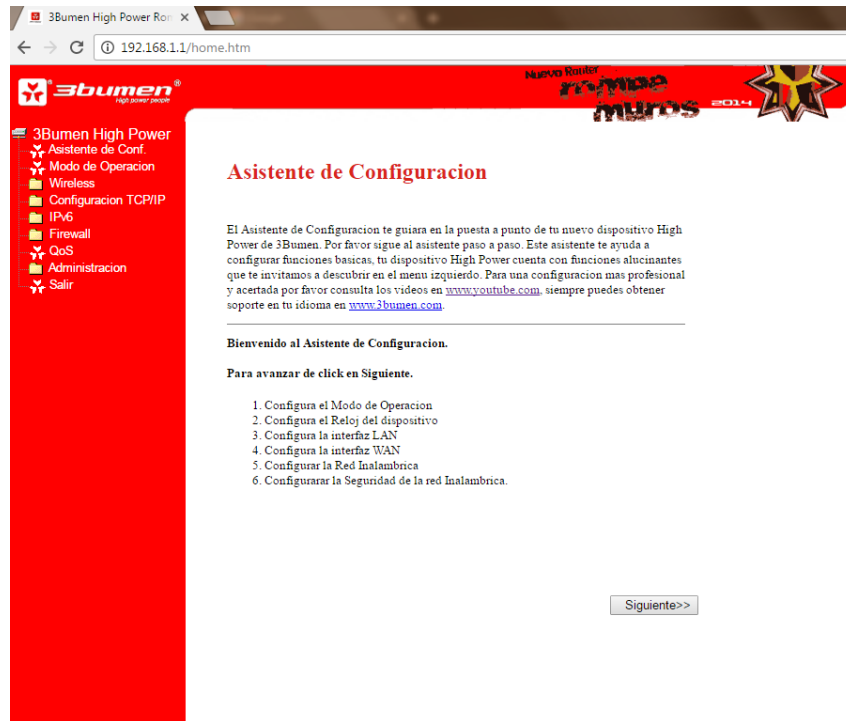 3Bumen High Power Ron
192.168.1.1/home.htm
3bumen®
High power people
Nuevo Router
rompe
muros
2014
3Bumen High Power
Asistente de Conf.
Modo de Operacion
Wireless
Configuracion TCP/IP
IPv6
Firewall
QoS
Administracion
Salir
Asistente de Configuracion
El Asistente de Configuracion te guiara en la puesta a punto de tu nuevo dispositivo High
Power de 3Bumen. Por favor sigue al asistente paso a paso. Este asistente te ayuda a
configurar funciones basicas, tu dispositivo High Power cuenta con funciones alucinantes
que te invitamos a descubrir en el menu izquierdo. Para una configuracion mas profesional
y acertada por favor consulta los videos en www.youtube.com, siempre puedes obtener
soporte en tu idioma en www.3bumen.com.
Bienvenido al Asistente de Configuracion.
Para avanzar de click en Siguiente.
1. Configura el Modo de Operacion
2. Configura el Reloj del dispositivo
3. Configura la interfaz LAN
4. Configura la interfaz WAN
5. Configurar la Red Inalambrica
6. Configurarar la Seguridad de la red Inalambrica.
Siguiente>>